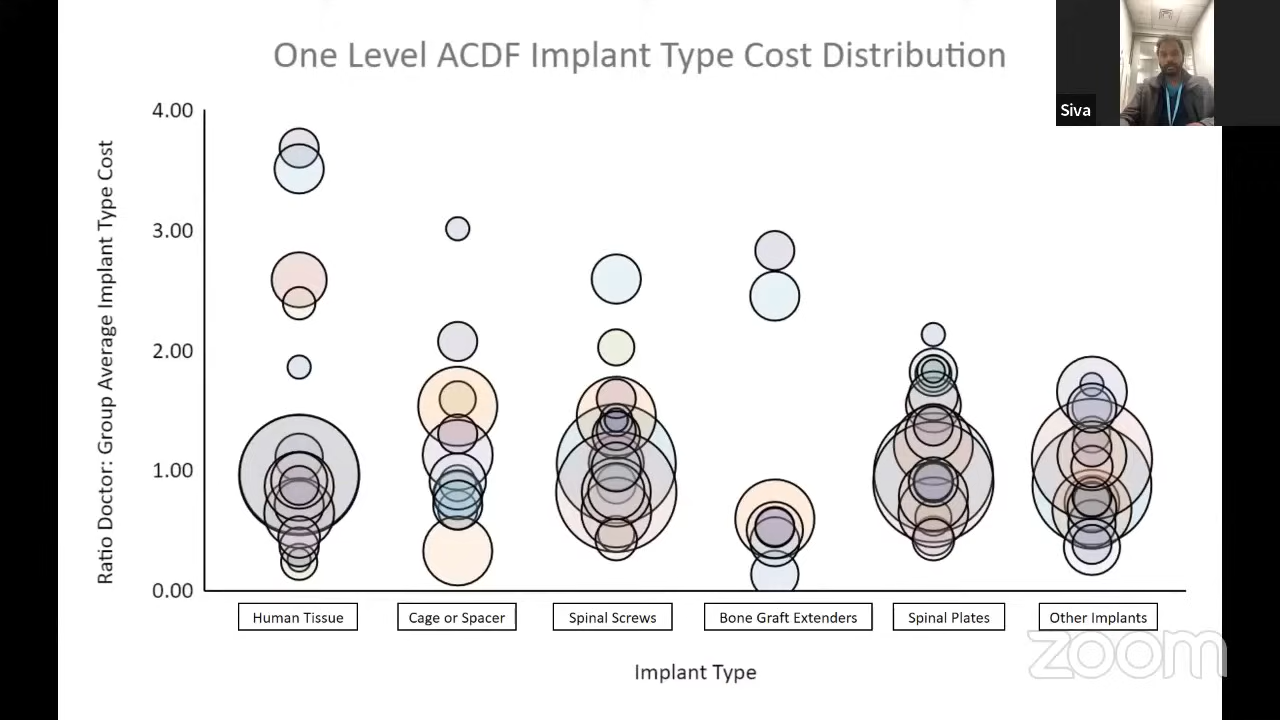 One Level ACDF Implant Type Cost Distribution
Siva
Ratio Doctor: Group Average Implant Type Cost
4.00
3.00
2.00
1.00
0.00
Human Tissue
Cage or Spacer
Spinal Screws
Bone Graft Extenders
Spinal Plates
Other Implants
Implant Type
zoom